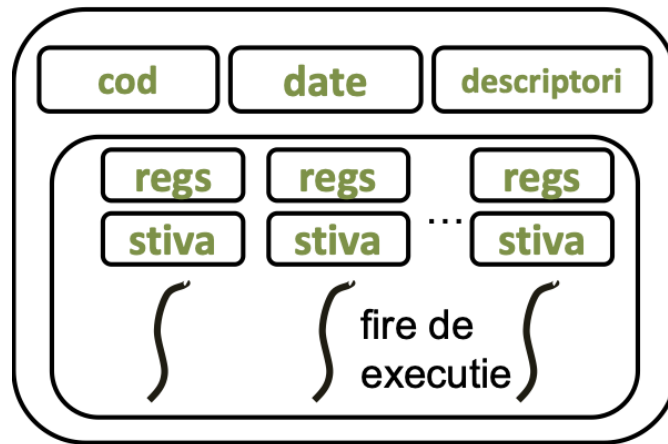 cod date descriptori
regs regs regs
...
stiva stiva stiva
fire de
executie